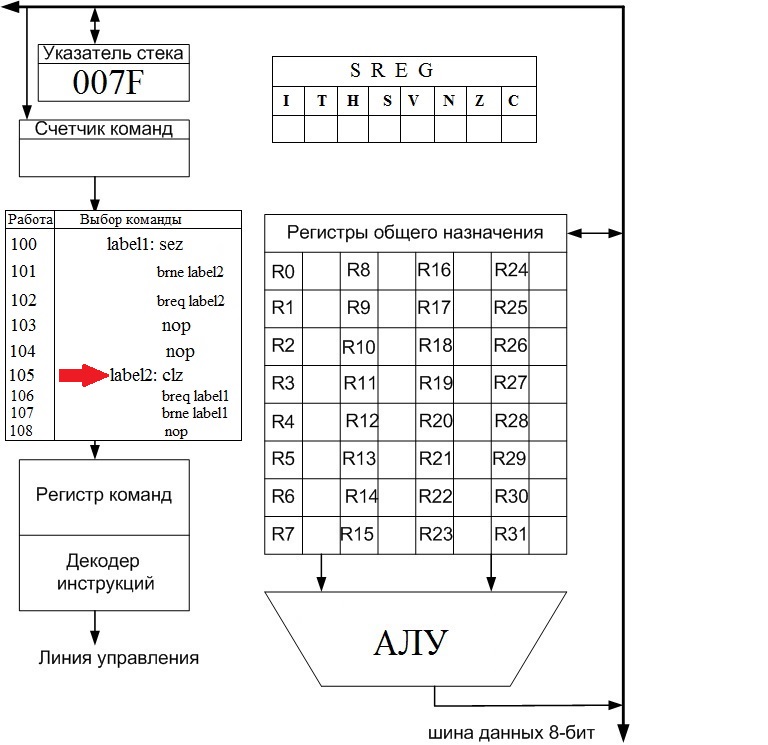 Указатель стека
007F
S R E G
I T H S V N Z C
Счетчик команд
Работа Выбор команды
100 label1: sez
101 brne label2
102 breq label2
103 nop
104 nop
105 label2: clz
106 breq label1
107 brne label1
108 nop
Регистр команд
Декодер
инструкций
Линия управления
Регистры общего назначения
R0 R8 R16 R24
R1 R9 R17 R25
R2 R10 R18 R26
R3 R11 R19 R27
R4 R12 R20 R28
R5 R13 R21 R29
R6 R14 R22 R30
R7 R15 R23 R31
АЛУ
шина данных 8-бит